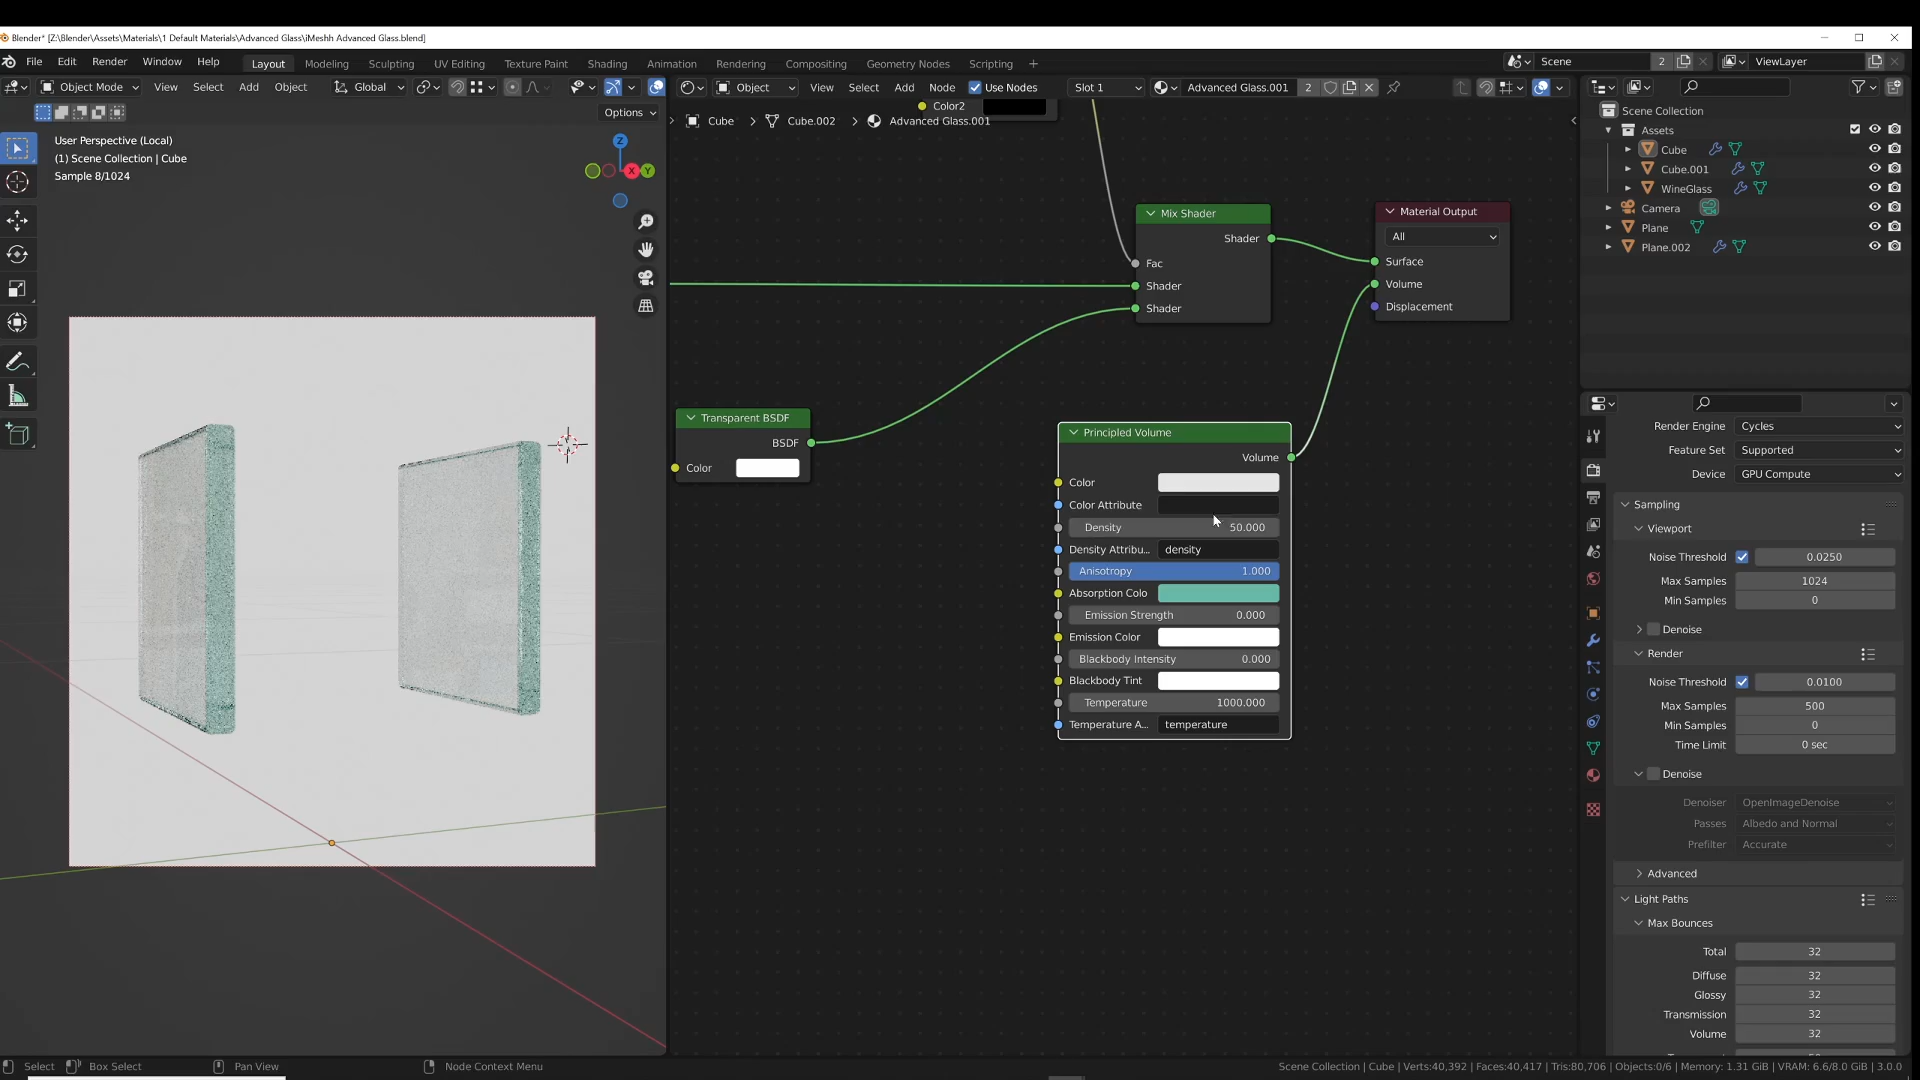 Blender* [Z:\Blender\Assets\Materials\1 Default Materials\Advanced Glass\iMeshh Advanced Glass.blend]
File Edit Render Window Help Layout Modeling Sculpting UV Editing Texture Paint Shading Animation Rendering Compositing Geometry Nodes Scripting + Scene 2 ViewLayer
Object Mode View Select Add Object Global Object View Select Add Node Use Nodes Slot 1 Advanced Glass.001 2
Options
Color2
Cube > Cube.002 > Advanced Glass.001
User Perspective (Local)
(1) Scene Collection | Cube
Sample 8/1024
Z
X
Y
Mix Shader
Shader
Fac
Shader
Shader
Material Output
All
Surface
Volume
Displacement
Transparent BSDF
BSDF
Color
Principled Volume
Volume
Color
Color Attribute
Density 50.000
Density Attribu... density
Anisotropy 1.000
Absorption Colo
Emission Strength 0.000
Emission Color
Blackbody Intensity 0.000
Blackbody Tint
Temperature 1000.000
Temperature A... temperature
Scene Collection
Assets
Cube
Cube.001
WineGlass
Camera
Plane
Plane.002
Render Engine Cycles
Feature Set Supported
Device GPU Compute
Sampling
Viewport
Noise Threshold 0.0250
Max Samples 1024
Min Samples 0
Denoise
Render
Noise Threshold 0.0100
Max Samples 500
Min Samples 0
Time Limit 0 sec
Denoise
Denoiser OpenImageDenoise
Passes Albedo and Normal
Prefilter Accurate
Advanced
Light Paths
Max Bounces
Total 32
Diffuse 32
Glossy 32
Transmission 32
Volume 32
Select Box Select Pan View Node Context Menu
Scene Collection | Cube | Verts:40,392 | Faces:40,417 | Tris:80,706 | Objects:0/6 | Memory: 1.31 GiB | VRAM: 6.6/8.0 GiB | 3.0.0